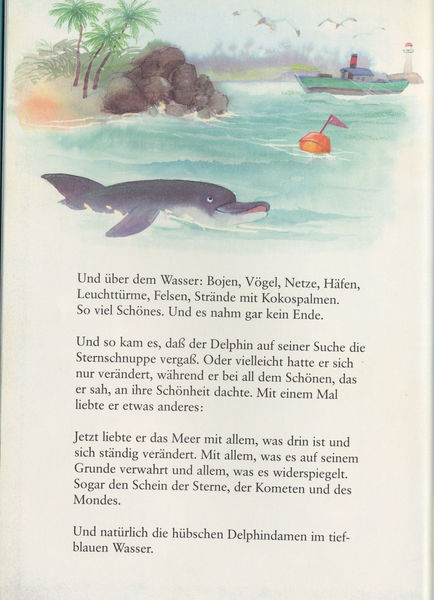 Und über dem Wasser: Bojen, Vögel, Netze, Häfen,
Leuchttürme, Felsen, Strände mit Kokospalmen.
So viel Schönes. Und es nahm gar kein Ende.
Und so kam es, daß der Delphin auf seiner Suche die
Sternschnuppe vergaß. Oder vielleicht hatte er sich
nur verändert, während er bei all dem Schönen, das
er sah, an ihre Schönheit dachte. Mit einem Mal
liebte er etwas anderes:
Jetzt liebte er das Meer mit allem, was drin ist und
sich ständig verändert. Mit allem, was es auf seinem
Grunde verwahrt und allem, was es widerspiegelt.
Sogar den Schein der Sterne, der Kometen und des
Mondes.
Und natürlich die hübschen Delphindamen im tief-
blauen Wasser.